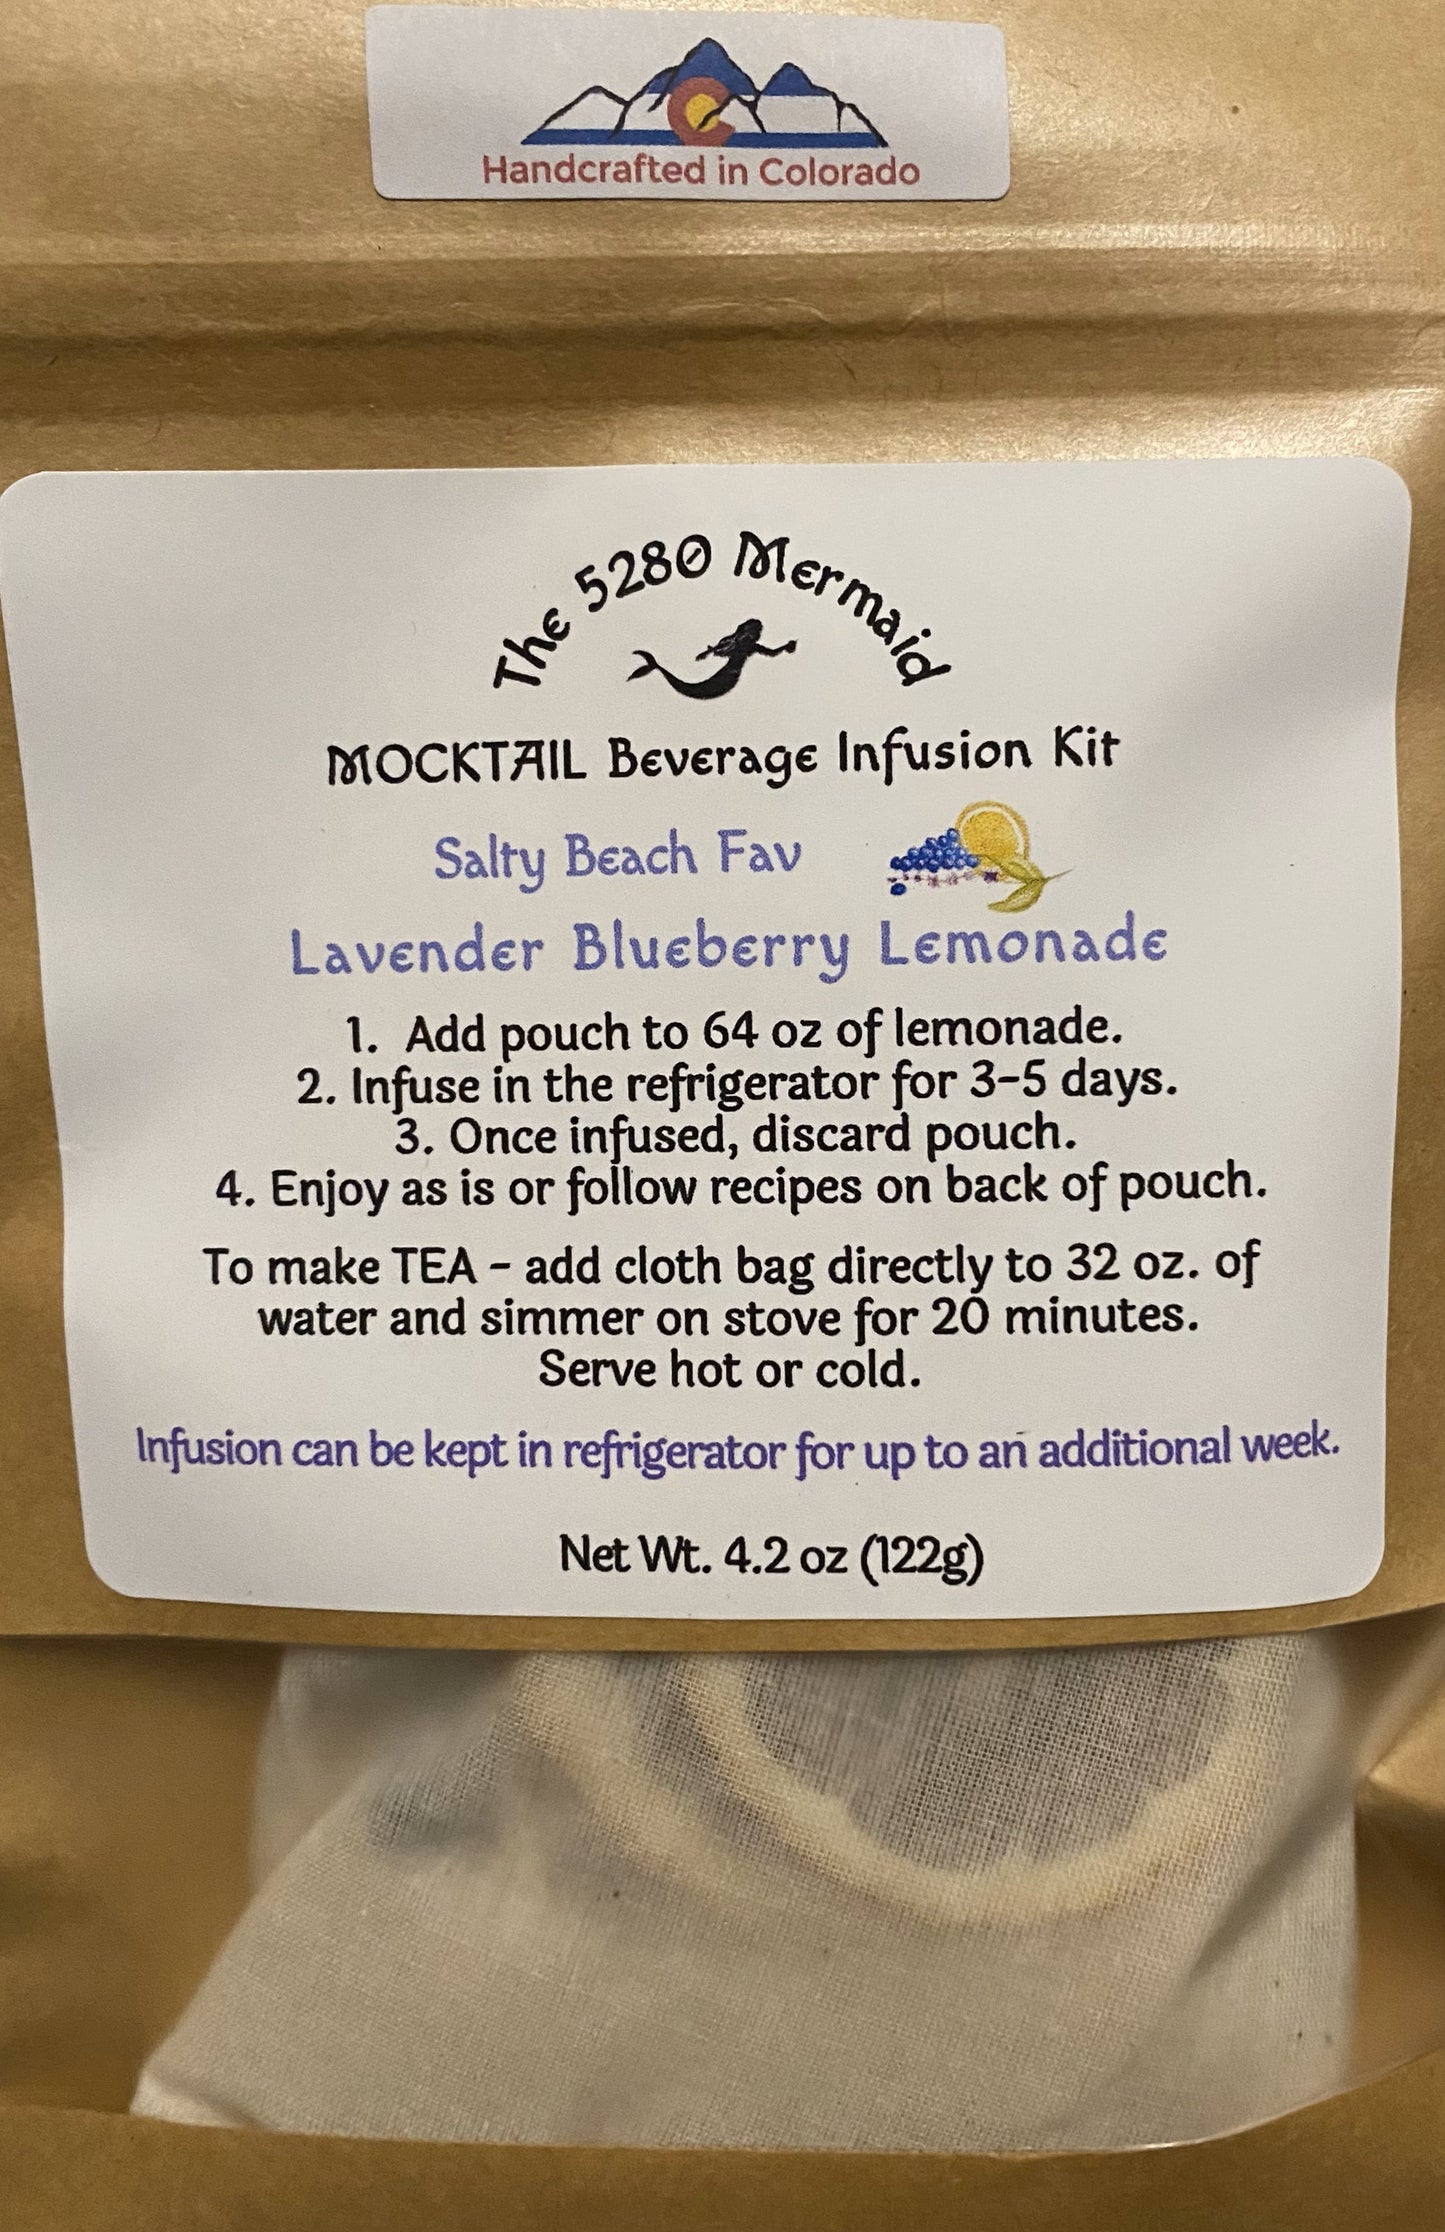 Handcrafted in Colorado
The 5280 Mermaid
MOCKTAIL Beverage Infusion Kit
Salty Beach Fav
Lavender Blueberry Lemonade
1. Add pouch to 64 oz of lemonade.
2. Infuse in the refrigerator for 3-5 days.
3. Once infused, discard pouch.
4. Enjoy as is or follow recipes on back of pouch.
To make TEA - add cloth bag directly to 32 oz. of
water and simmer on stove for 20 minutes.
Serve hot or cold.
Infusion can be kept in refrigerator for up to an additional week.
Net Wt. 4.2 oz (122g)